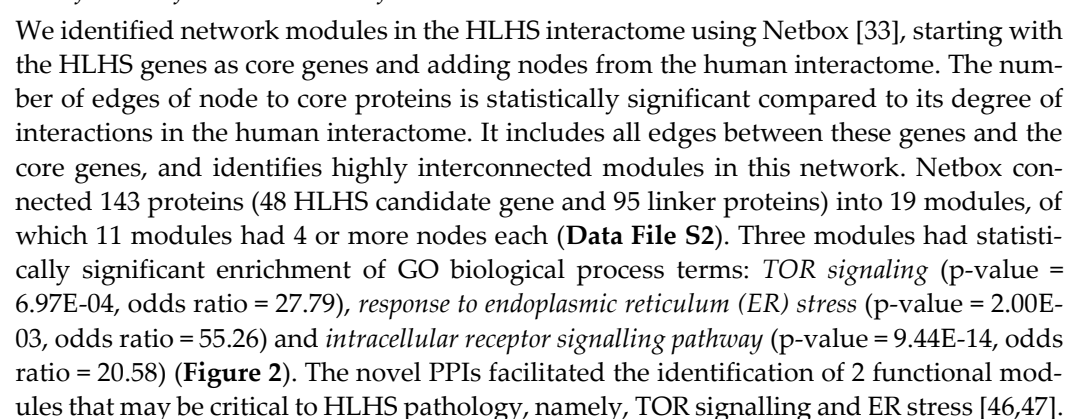 We identified network modules in the HLHS interactome using Netbox [33], starting with
the HLHS genes as core genes and adding nodes from the human interactome. The num-
ber of edges of node to core proteins is statistically significant compared to its degree of
interactions in the human interactome. It includes all edges between these genes and the
core genes, and identifies highly interconnected modules in this network. Netbox con-
nected 143 proteins (48 HLHS candidate gene and 95 linker proteins) into 19 modules, of
which 11 modules had 4 or more nodes each (Data File S2). Three modules had statisti-
cally significant enrichment of GO biological process terms: TOR signaling (p-value =
6.97E-04, odds ratio = 27.79), response to endoplasmic reticulum (ER) stress (p-value = 2.00E-
03, odds ratio = 55.26) and intracellular receptor signalling pathway (p-value = 9.44E-14, odds
ratio = 20.58) (Figure 2). The novel PPIs facilitated the identification of 2 functional mod-
ules that may be critical to HLHS pathology, namely, TOR signalling and ER stress [46,47].